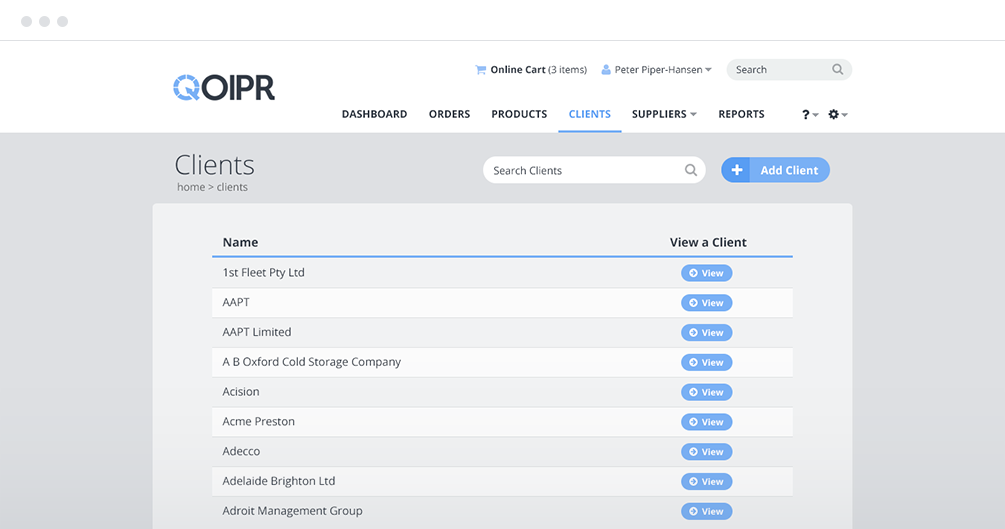 QOIPR
Online Cart (3 items) Peter Piper-Hansen Search
DASHBOARD ORDERS PRODUCTS CLIENTS SUPPLIERS REPORTS ?
Clients
home > clients
Search Clients
+ Add Client
Name View a Client
1st Fleet Pty Ltd View
AAPT View
AAPT Limited View
A B Oxford Cold Storage Company View
Acision View
Acme Preston View
Adecco View
Adelaide Brighton Ltd View
Adroit Management Group View